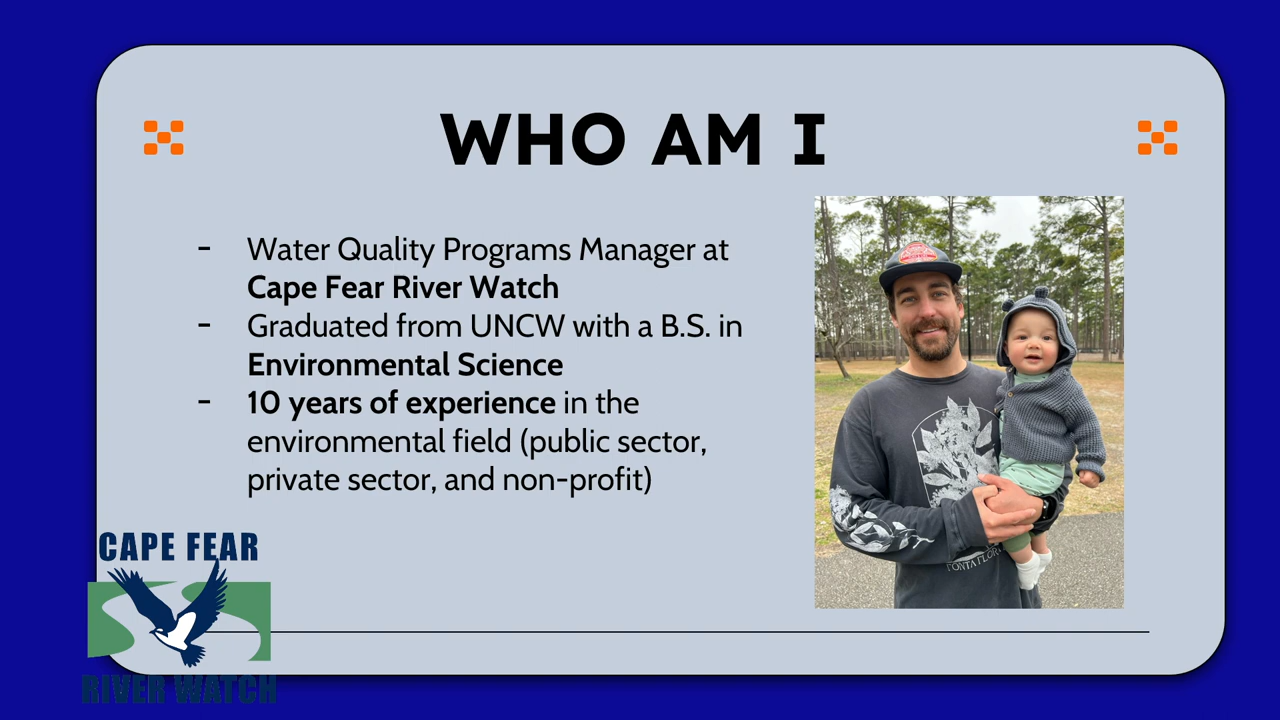 WHO AM I
- Water Quality Programs Manager at
Cape Fear River Watch
- Graduated from UNCW with a B.S. in
Environmental Science
- 10 years of experience in the
environmental field (public sector,
private sector, and non-profit)
CAPE FEAR
RIVER WATCH